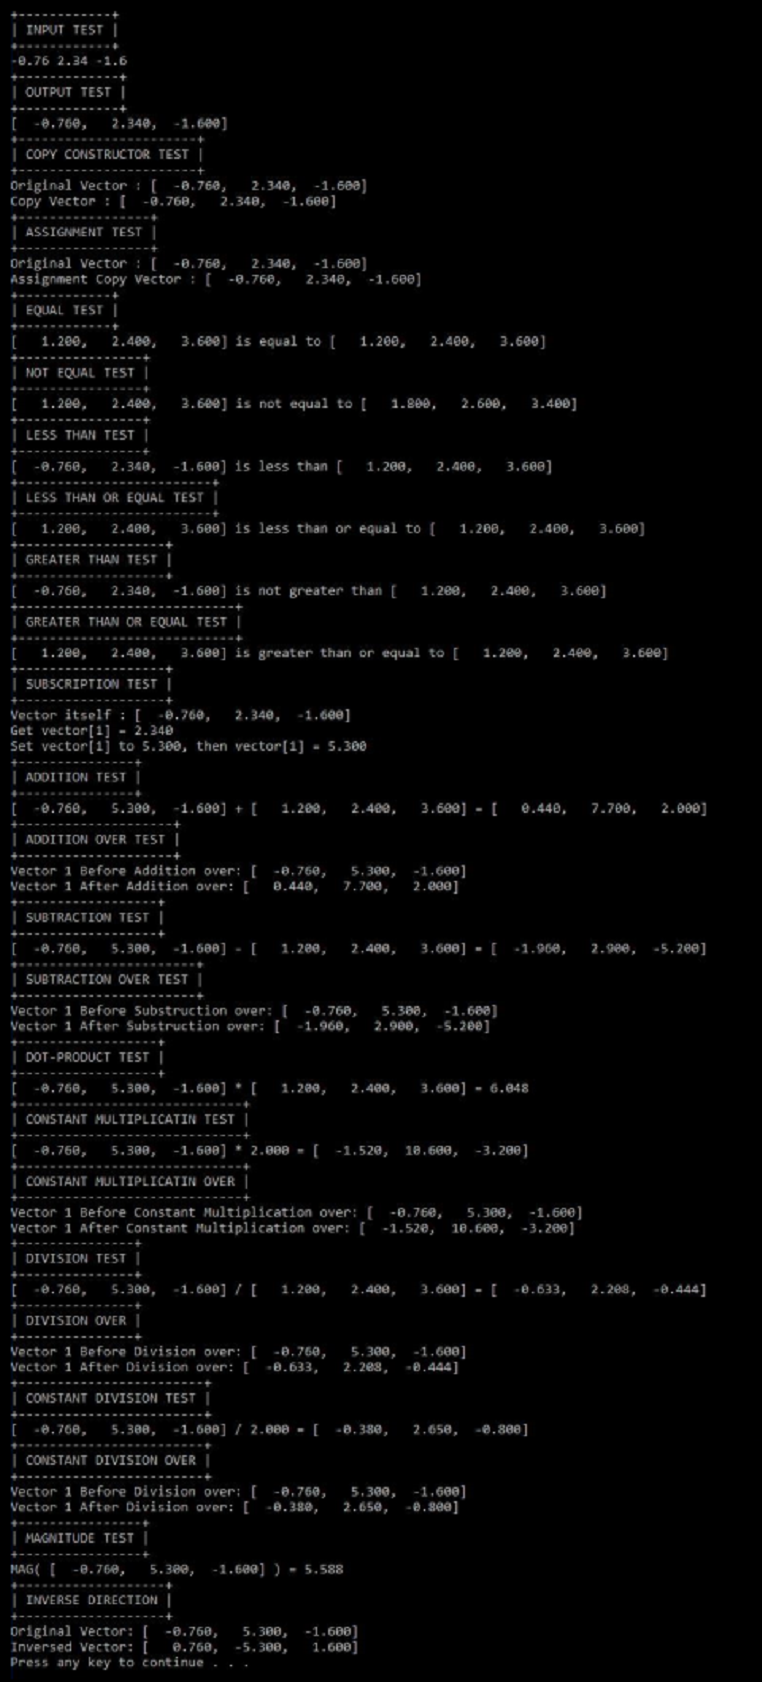 +------------+
| INPUT TEST |
+------------+
-0.76 2.34 -1.6
+-------------+
| OUTPUT TEST |
+-------------+
[  -0.760,   2.340,  -1.600]
+-----------------------+
| COPY CONSTRUCTOR TEST |
+-----------------------+
Original Vector : [  -0.760,   2.340,  -1.600]
Copy Vector : [  -0.760,   2.340,  -1.600]
+-----------------+
| ASSIGNMENT TEST |
+-----------------+
Original Vector : [  -0.760,   2.340,  -1.600]
Assignment Copy Vector : [  -0.760,   2.340,  -1.600]
+------------+
| EQUAL TEST |
+------------+
[   1.200,   2.400,   3.600] is equal to [   1.200,   2.400,   3.600]
+----------------+
| NOT EQUAL TEST |
+----------------+
[   1.200,   2.400,   3.600] is not equal to [   1.800,   2.600,   3.400]
+----------------+
| LESS THAN TEST |
+----------------+
[  -0.760,   2.340,  -1.600] is less than [   1.200,   2.400,   3.600]
+-------------------------+
| LESS THAN OR EQUAL TEST |
+-------------------------+
[   1.200,   2.400,   3.600] is less than or equal to [   1.200,   2.400,   3.600]
+-------------------+
| GREATER THAN TEST |
+-------------------+
[  -0.760,   2.340,  -1.600] is not greater than [   1.200,   2.400,   3.600]
+----------------------------+
| GREATER THAN OR EQUAL TEST |
+----------------------------+
[   1.200,   2.400,   3.600] is greater than or equal to [   1.200,   2.400,   3.600]
+-------------------+
| SUBSCRIPTION TEST |
+-------------------+
Vector itself : [  -0.760,   2.340,  -1.600]
Get vector[1] = 2.340
Set vector[1] to 5.300, then vector[1] = 5.300
+---------------+
| ADDITION TEST |
+---------------+
[  -0.760,   5.300,  -1.600] + [   1.200,   2.400,   3.600] = [   0.440,   7.700,   2.000]
+--------------------+
| ADDITION OVER TEST |
+--------------------+
Vector 1 Before Addition over: [  -0.760,   5.300,  -1.600]
Vector 1 After Addition over: [   0.440,   7.700,   2.000]
+------------------+
| SUBTRACTION TEST |
+------------------+
[  -0.760,   5.300,  -1.600] - [   1.200,   2.400,   3.600] = [  -1.960,   2.900,  -5.200]
+-----------------------+
| SUBTRACTION OVER TEST |
+-----------------------+
Vector 1 Before Substruction over: [  -0.760,   5.300,  -1.600]
Vector 1 After Substruction over: [  -1.960,   2.900,  -5.200]
+------------------+
| DOT-PRODUCT TEST |
+------------------+
[  -0.760,   5.300,  -1.600] * [   1.200,   2.400,   3.600] = 6.048
+-----------------------------+
| CONSTANT MULTIPLICATIN TEST |
+-----------------------------+
[  -0.760,   5.300,  -1.600] * 2.000 = [  -1.520,  10.600,  -3.200]
+-----------------------------+
| CONSTANT MULTIPLICATIN OVER |
+-----------------------------+
Vector 1 Before Constant Multiplication over: [  -0.760,   5.300,  -1.600]
Vector 1 After Constant Multiplication over: [  -1.520,  10.600,  -3.200]
+---------------+
| DIVISION TEST |
+---------------+
[  -0.760,   5.300,  -1.600] / [   1.200,   2.400,   3.600] = [  -0.633,   2.208,  -0.444]
+---------------+
| DIVISION OVER |
+---------------+
Vector 1 Before Division over: [  -0.760,   5.300,  -1.600]
Vector 1 After Division over: [  -0.633,   2.208,  -0.444]
+------------------------+
| CONSTANT DIVISION TEST |
+------------------------+
[  -0.760,   5.300,  -1.600] / 2.000 = [  -0.380,   2.650,  -0.800]
+------------------------+
| CONSTANT DIVISION OVER |
+------------------------+
Vector 1 Before Division over: [  -0.760,   5.300,  -1.600]
Vector 1 After Division over: [  -0.380,   2.650,  -0.800]
+----------------+
| MAGNITUDE TEST |
+----------------+
MAG( [  -0.760,   5.300,  -1.600] ) = 5.588
+-------------------+
| INVERSE DIRECTION |
+-------------------+
Original Vector: [  -0.760,   5.300,  -1.600]
Inversed Vector: [   0.760,  -5.300,   1.600]
Press any key to continue . . .